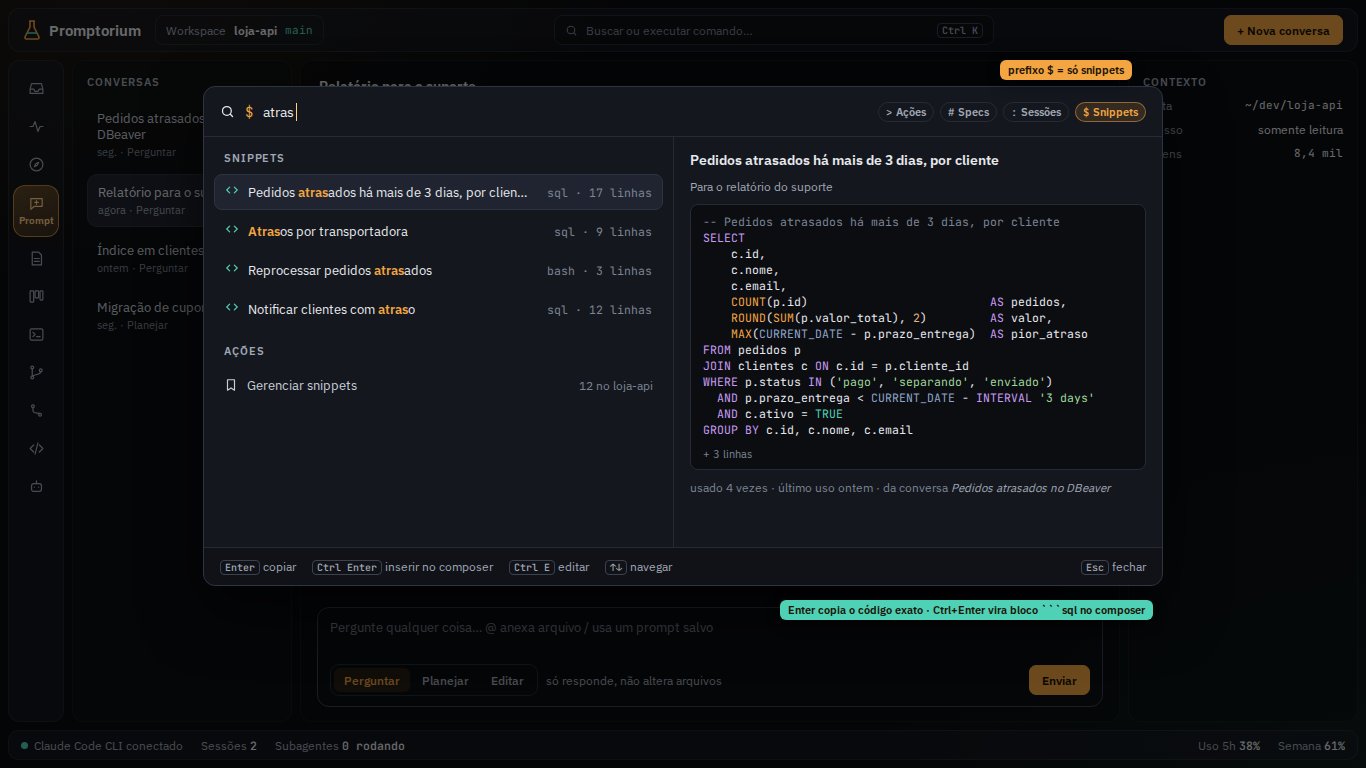 Promptorium
Workspace loja-api main
Buscar ou executar comando...
Ctrl K
+ Nova conversa
prefixo $ = só snippets
CONVERSAS
Pedidos atrasados
DBeaver
seg. · Perguntar
Relatório para o su
agora · Perguntar
Índice em clientes
ontem · Perguntar
Migração de cupo
seg. · Planejar
Prompt
Relatório para o suporte
CONTEXTO
ta ~/dev/loja-api
sso somente leitura
ens 8,4 mil
$ atras
> Ações
# Specs
: Sessões
$ Snippets
SNIPPETS
Pedidos atrasados há mais de 3 dias, por clien... sql · 17 linhas
Atrasos por transportadora sql · 9 linhas
Reprocessar pedidos atrasados bash · 3 linhas
Notificar clientes com atraso sql · 12 linhas
AÇÕES
Gerenciar snippets 12 no loja-api
Pedidos atrasados há mais de 3 dias, por cliente
Para o relatório do suporte
-- Pedidos atrasados há mais de 3 dias, por cliente
SELECT
c.id,
c.nome,
c.email,
COUNT(p.id) AS pedidos,
ROUND(SUM(p.valor_total), 2) AS valor,
MAX(CURRENT_DATE - p.prazo_entrega) AS pior_atraso
FROM pedidos p
JOIN clientes c ON c.id = p.cliente_id
WHERE p.status IN ('pago', 'separando', 'enviado')
AND p.prazo_entrega < CURRENT_DATE - INTERVAL '3 days'
AND c.ativo = TRUE
GROUP BY c.id, c.nome, c.email
+ 3 linhas
usado 4 vezes · último uso ontem · da conversa Pedidos atrasados no DBeaver
Enter copiar Ctrl Enter inserir no composer Ctrl E editar ↑↓ navegar Esc fechar
Enter copia o código exato · Ctrl+Enter vira bloco ```sql no composer
Pergunte qualquer coisa... @ anexa arquivo / usa um prompt salvo
Perguntar Planejar Editar só responde, não altera arquivos Enviar
Claude Code CLI conectado Sessões 2 Subagentes 0 rodando Uso 5h 38% Semana 61%